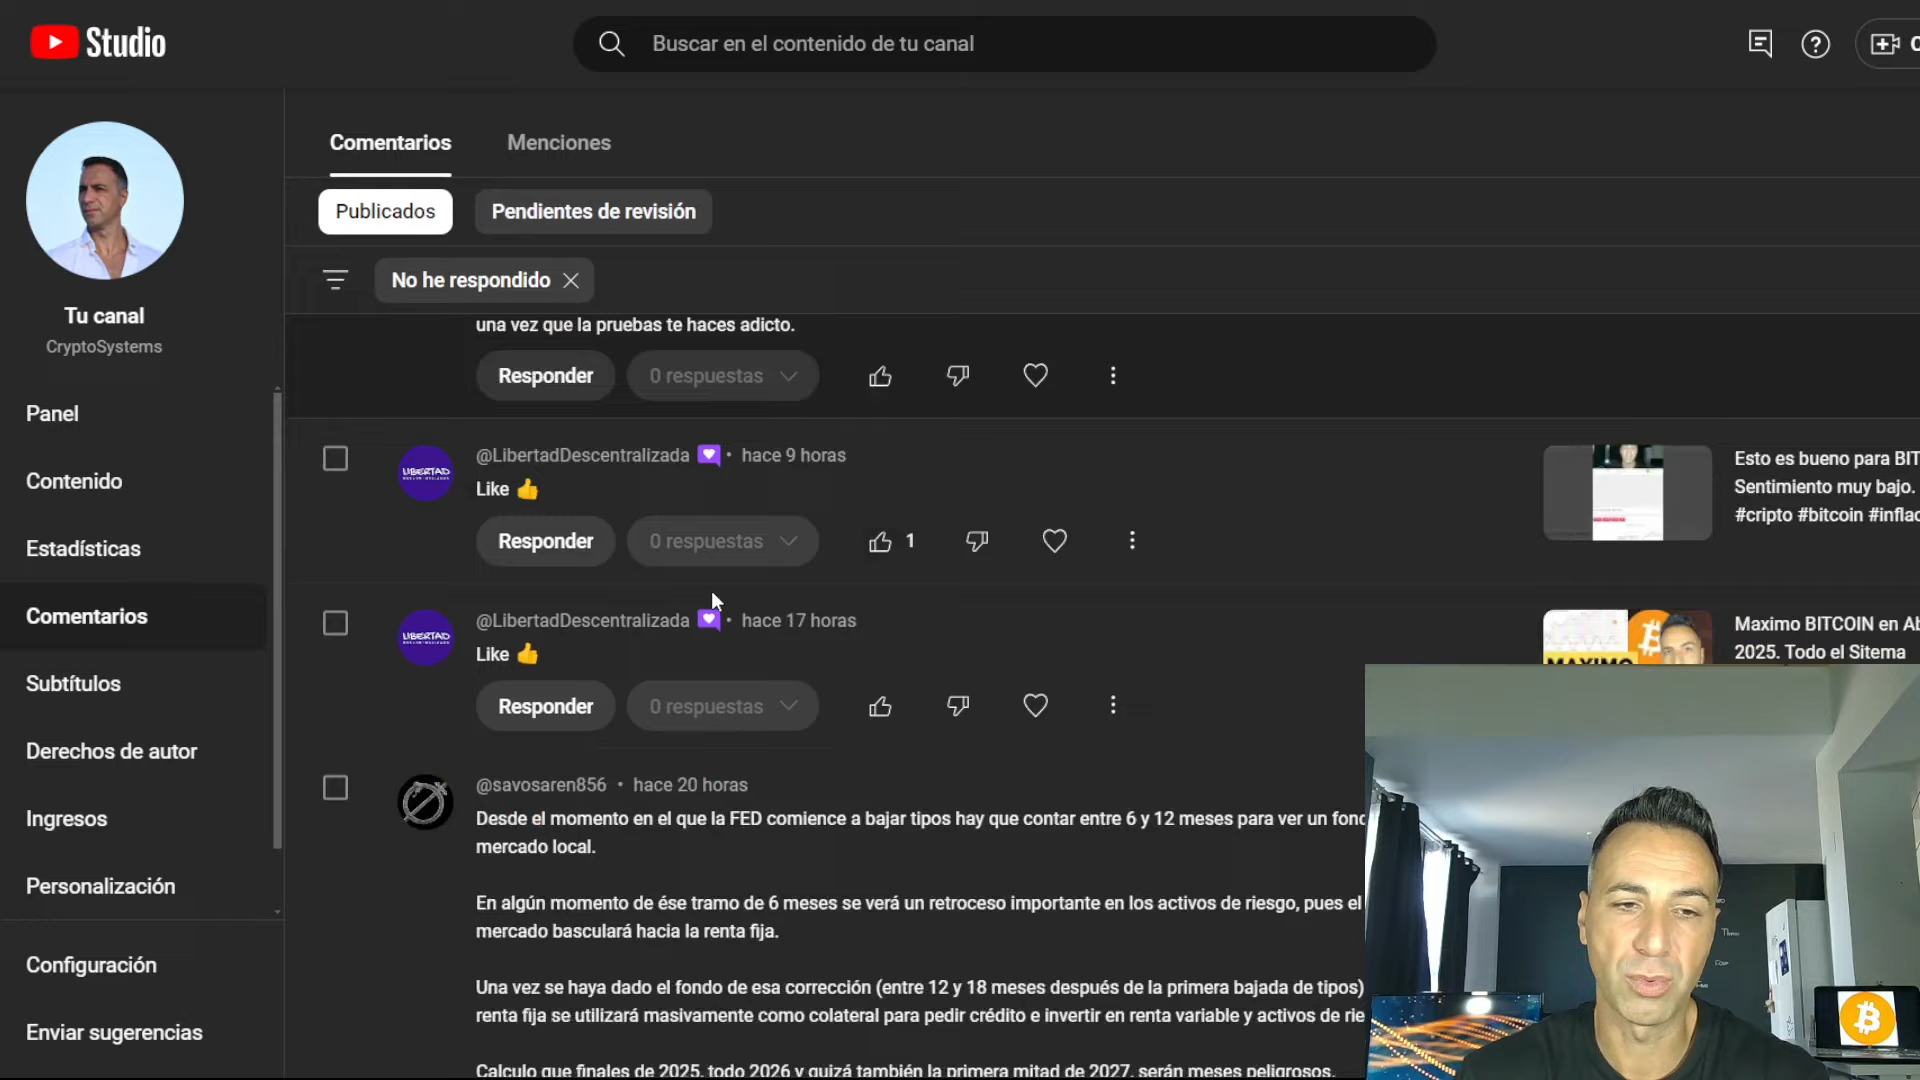 Studio
Buscar en el contenido de tu canal
Tu canal
CryptoSystems
Panel
Contenido
Estadísticas
Comentarios
Subtítulos
Derechos de autor
Ingresos
Personalización
Configuración
Enviar sugerencias
Comentarios
Menciones
Publicados
Pendientes de revisión
No he respondido
una vez que la pruebas te haces adicto.
Responder
0 respuestas
@LibertadDescentralizada • hace 9 horas
Like 👍
Responder
0 respuestas
1
Esto es bueno para BIT
Sentimiento muy bajo.
#cripto #bitcoin #inflac
LIBERTAD
@LibertadDescentralizada • hace 17 horas
Like 👍
Responder
0 respuestas
Maximo BITCOIN en Ab
2025. Todo el Sitema
MAXIMO
LIBERTAD
@savosaren856 • hace 20 horas
Desde el momento en el que la FED comience a bajar tipos hay que contar entre 6 y 12 meses para ver un fond
mercado local.
En algún momento de ése tramo de 6 meses se verá un retroceso importante en los activos de riesgo, pues el
mercado basculará hacia la renta fija.
Una vez se haya dado el fondo de esa corrección (entre 12 y 18 meses después de la primera bajada de tipos)
renta fija se utilizará masivamente como colateral para pedir crédito e invertir en renta variable y activos de rie
Calculo que finales de 2025, todo 2026 y quizá también la primera mitad de 2027, serán meses peligrosos.